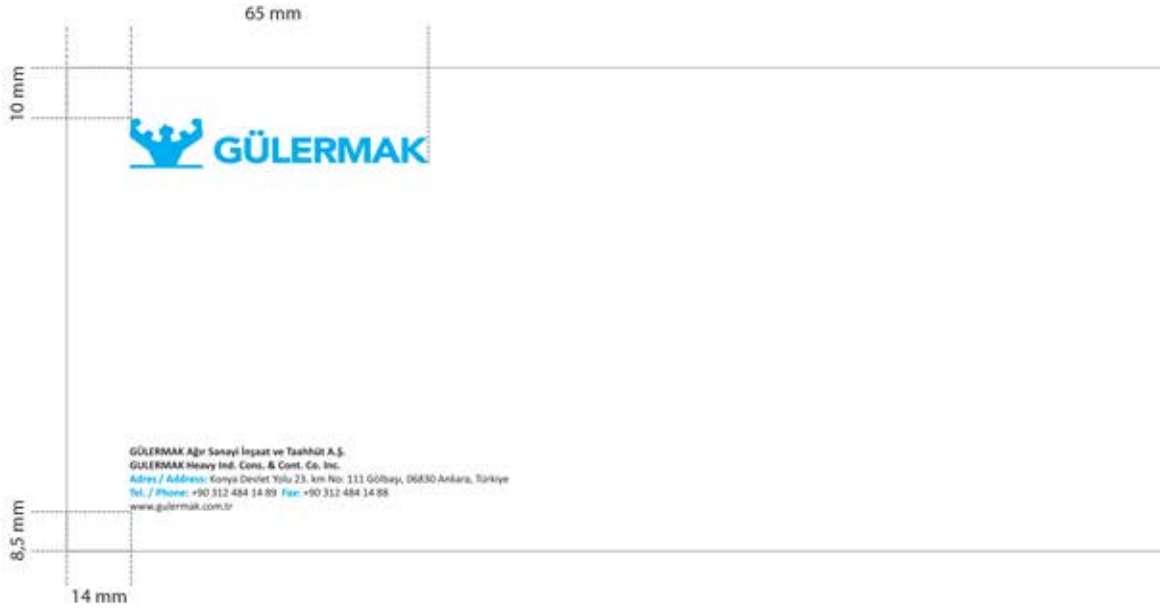 65 mm
10 mm
GÜLERMAK
GÜLERMAK Ağır Sanayi İnşaat ve Taahhüt A.Ş.
GULERMAK Heavy Ind. Cons. & Cont. Co. Inc.
Adres / Address: Konya Devlet Yolu 23. km No: 111 Gölbaşı, 06830 Ankara, Türkiye
Tel. / Phone: +90 312 484 14 89 Fax: +90 312 484 14 88
www.gulermak.com.tr
8,5 mm
14 mm